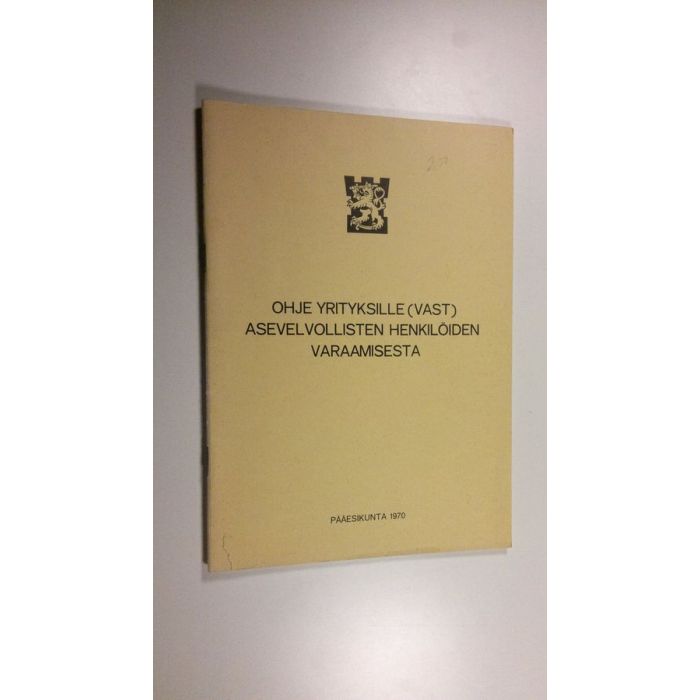 OHJE YRITYKSILLE (VAST)
ASEVELVOLLISTEN HENKILÖIDEN
VARAAMISESTA
PÄÄESIKUNTA 1970